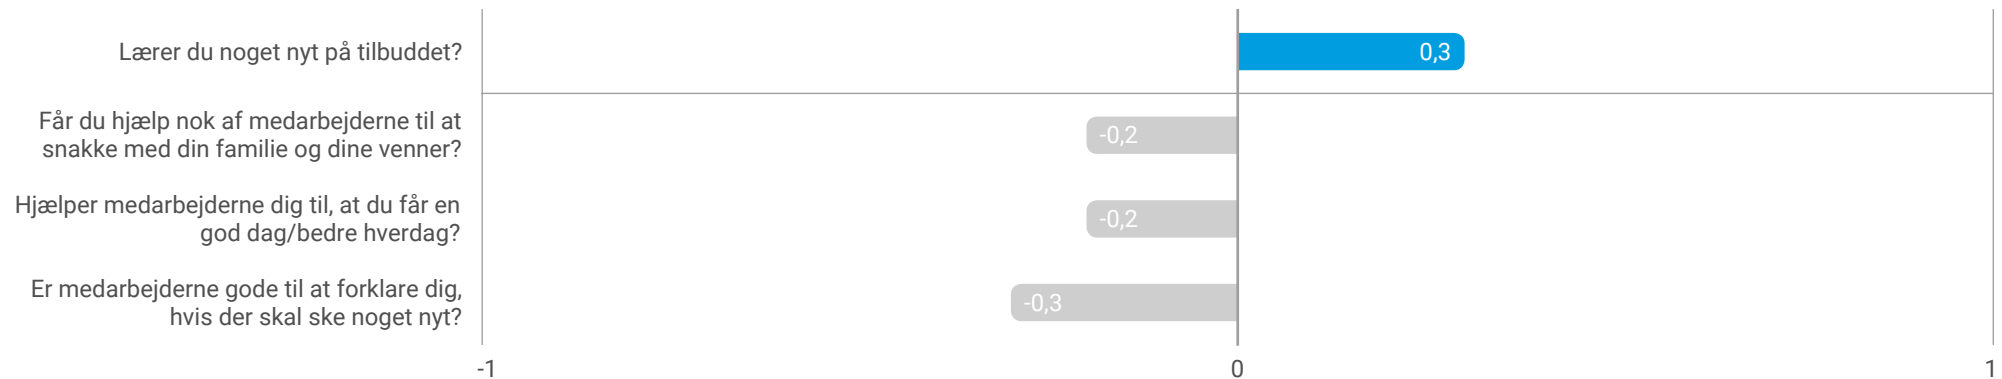 Lærer du noget nyt på tilbuddet?
0,3
Får du hjælp nok af medarbejderne til at
snakke med din familie og dine venner?
-0,2
Hjælper medarbejderne dig til, at du får en
god dag/bedre hverdag?
-0,2
Er medarbejderne gode til at forklare dig,
hvis der skal ske noget nyt?
-0,3
-1
0
1